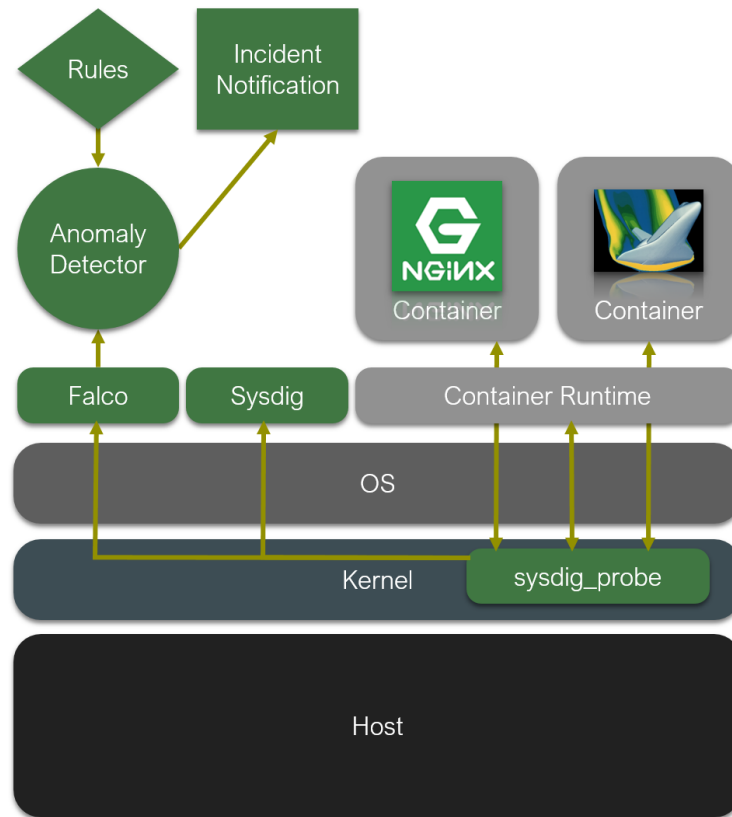 Rules
Incident
Notification
Anomaly
Detector
NGiNX
Container
Container
Falco
Sysdig
Container Runtime
OS
Kernel
sysdig_probe
Host